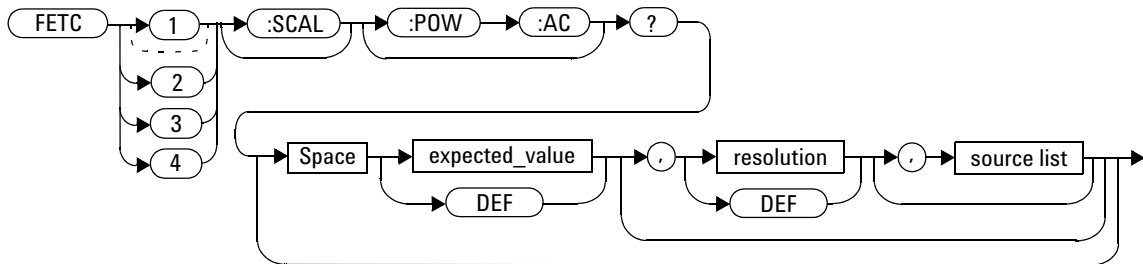 FETC 1 :SCAL :POW :AC ?
2
3
4
Space expected_value , resolution , source list
DEF DEF